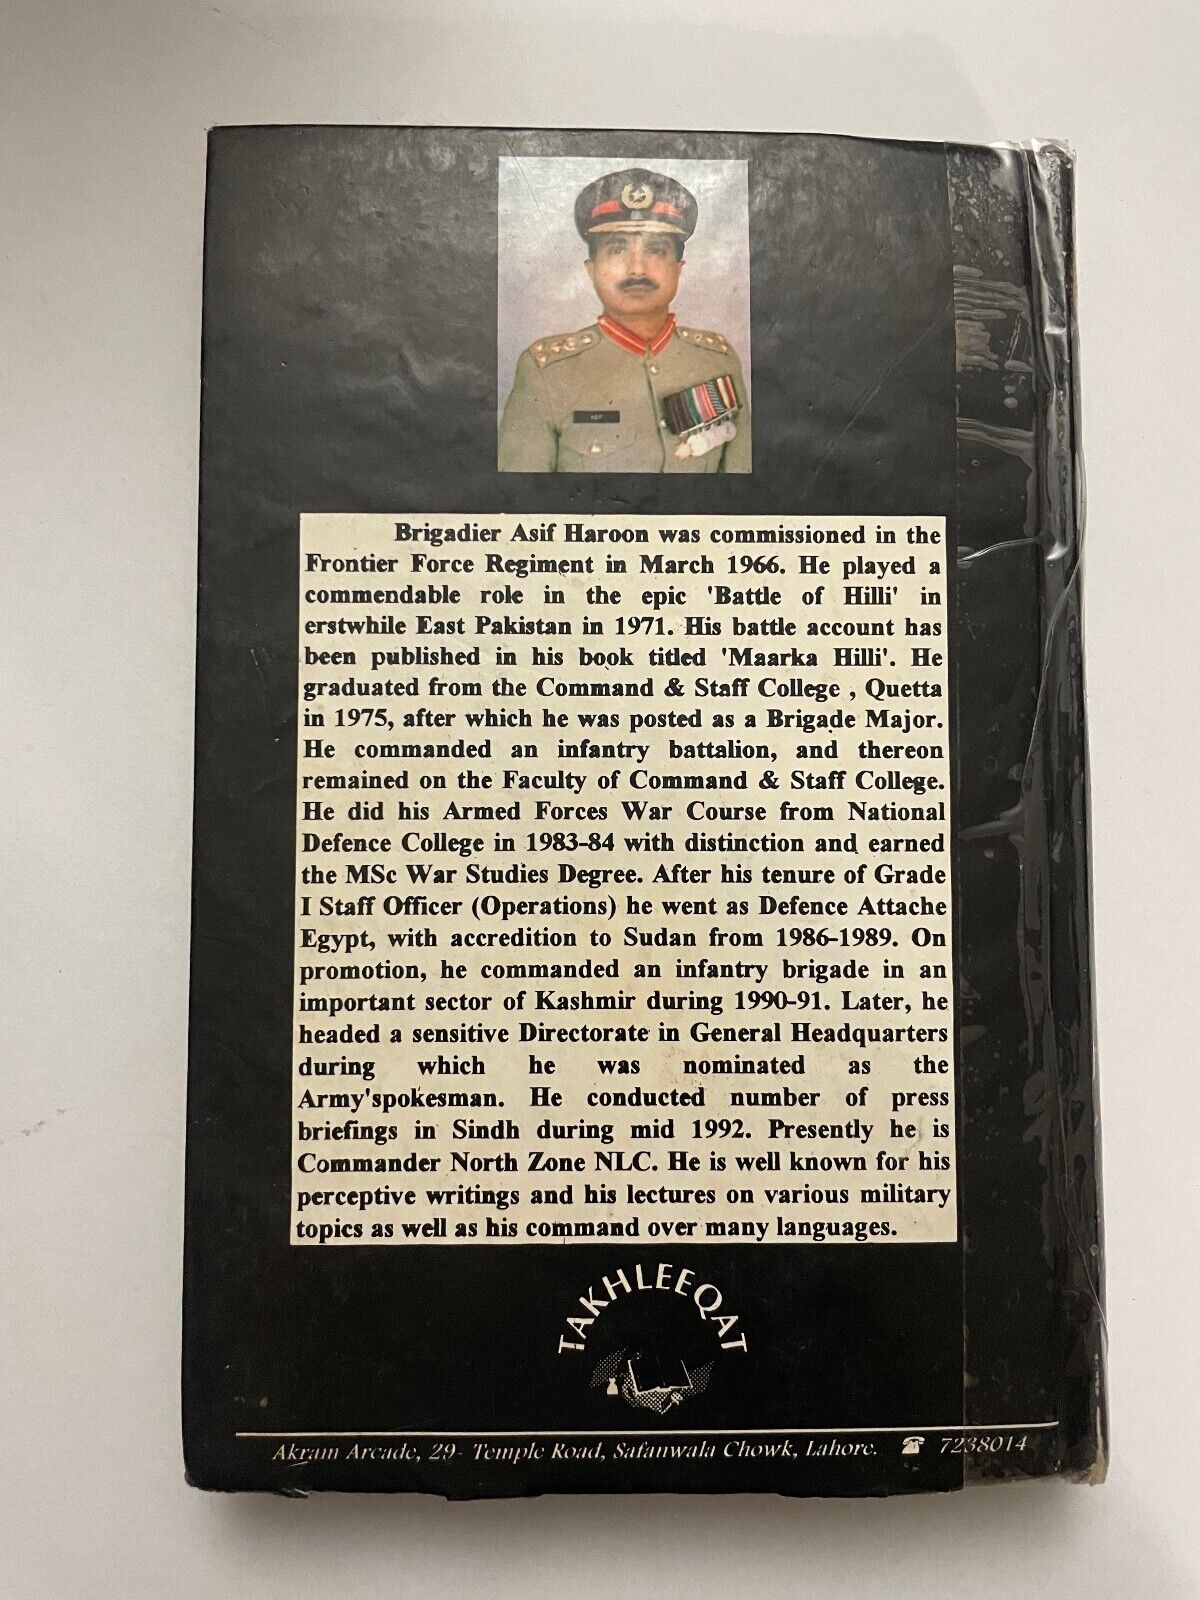 ASIF
Brigadier Asif Haroon was commissioned in the
Frontier Force Regiment in March 1966. He played a
commendable role in the epic 'Battle of Hilli' in
erstwhile East Pakistan in 1971. His battle account has
been published in his book titled 'Maarka Hilli'. He
graduated from the Command & Staff College , Quetta
in 1975, after which he was posted as a Brigade Major.
He commanded an infantry battalion, and thereon
remained on the Faculty of Command & Staff College.
He did his Armed Forces War Course from National
Defence College in 1983-84 with distinction and earned
the MSc War Studies Degree. After his tenure of Grade
I Staff Officer (Operations) he went as Defence Attache
Egypt, with accredition to Sudan from 1986-1989. On
promotion, he commanded an infantry brigade in an
important sector of Kashmir during 1990-91. Later, he
headed a sensitive Directorate in General Headquarters
during which he was nominated as the
Army'spokesman. He conducted number of press
briefings in Sindh during mid 1992. Presently he is
Commander North Zone NLC. He is well known for his
perceptive writings and his lectures on various military
topics as well as his command over many languages.
TAKHLEEQAT
Akram Arcade, 29- Temple Road, Safanwala Chowk, Lahore. ☎ 7238014